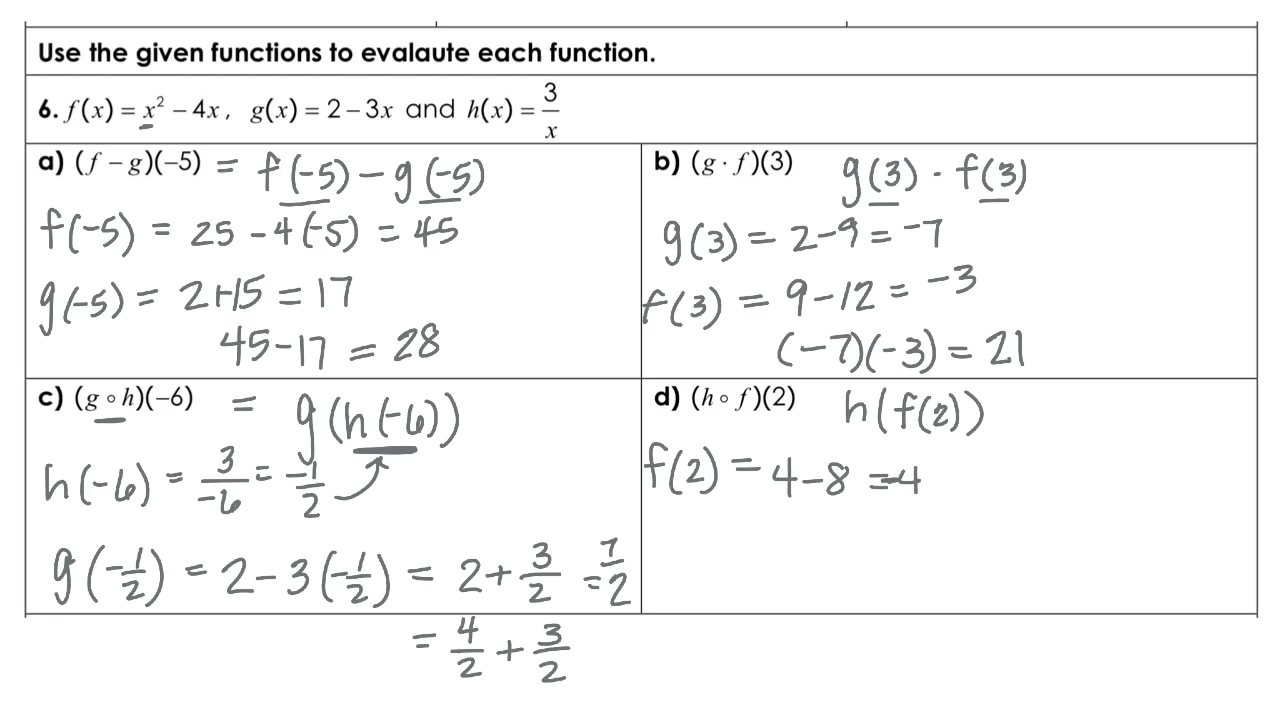 Use the given functions to evalaute each function.
6. f(x) = x² − 4x, g(x) = 2 − 3x and h(x) = 3/x
a) (f − g)(−5) = f(−5) − g(−5)
f(−5) = 25 − 4(−5) = 45
g(−5) = 2+15 = 17
45 − 17 = 28
b) (g · f)(3) g(3) · f(3)
g(3) = 2 − 9 = −7
f(3) = 9 − 12 = −3
(−7)(−3) = 21
c) (g ∘ h)(−6) = g(h(−6))
h(−6) = 3/−6 = −1/2
g(−1/2) = 2 − 3(−1/2) = 2 + 3/2 = 7/2
= 4/2 + 3/2
d) (h ∘ f)(2) h(f(2))
f(2) = 4 − 8 = −4